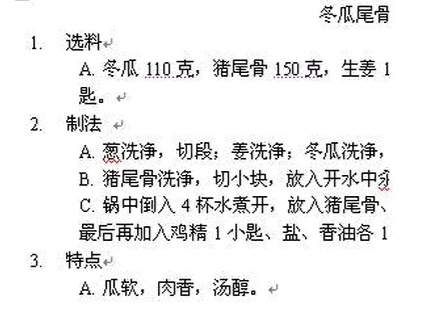 冬瓜尾骨
1. 选料
A. 冬瓜 110 克，猪尾骨 150 克，生姜 1
匙。
2. 制法
A. 葱洗净，切段；姜洗净；冬瓜洗净，
B. 猪尾骨洗净，切小块，放入开水中
C. 锅中倒入 4 杯水煮开，放入猪尾骨、
最后再加入鸡精 1 小匙、盐、香油各 1
3. 特点
A. 瓜软，肉香，汤醇。